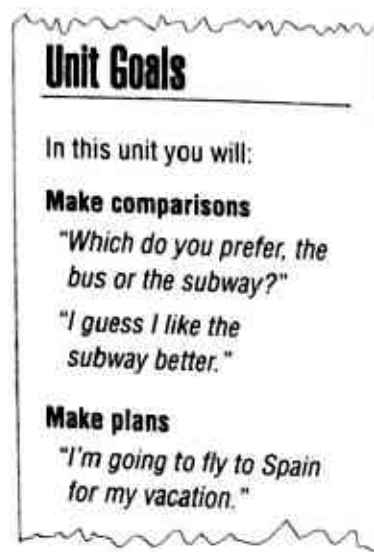 Unit Goals
In this unit you will:
Make comparisons
"Which do you prefer, the
bus or the subway?"
"I guess I like the
subway better."
Make plans
"I'm going to fly to Spain
for my vacation."